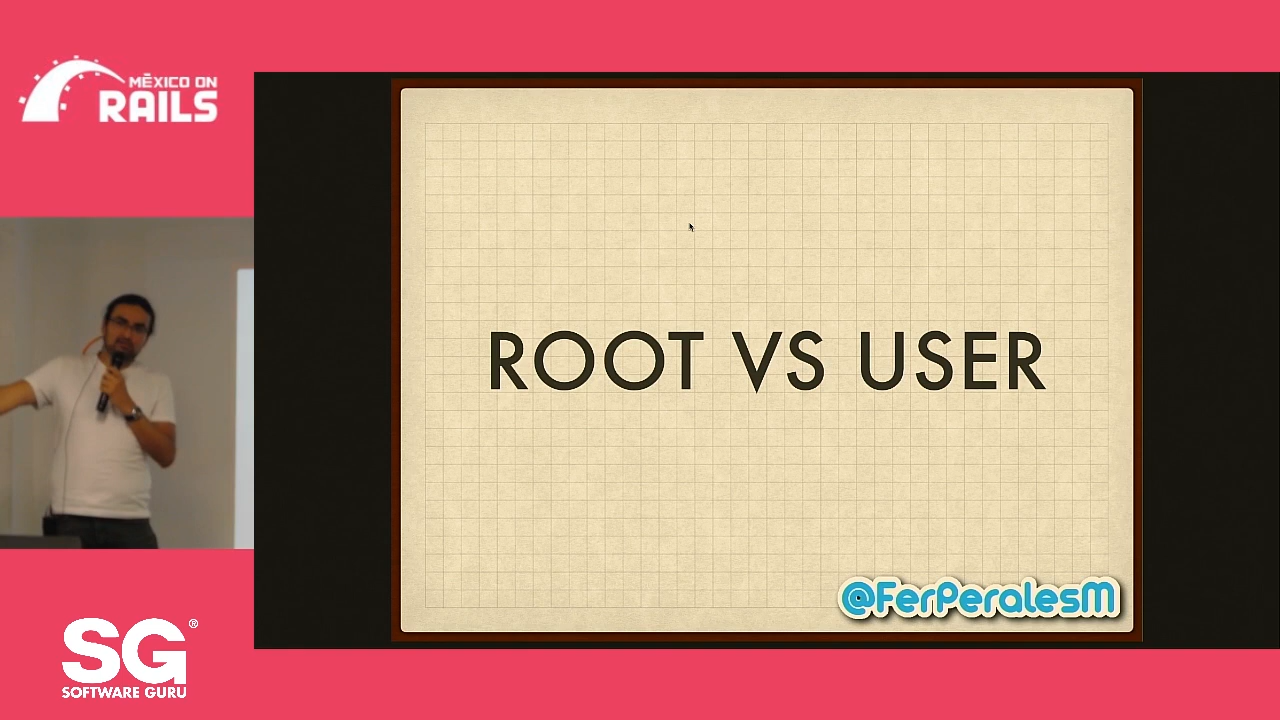 MÉXICO ON
RAILS
ROOT VS USER
@FerPeralesM
SG®
SOFTWARE GURU